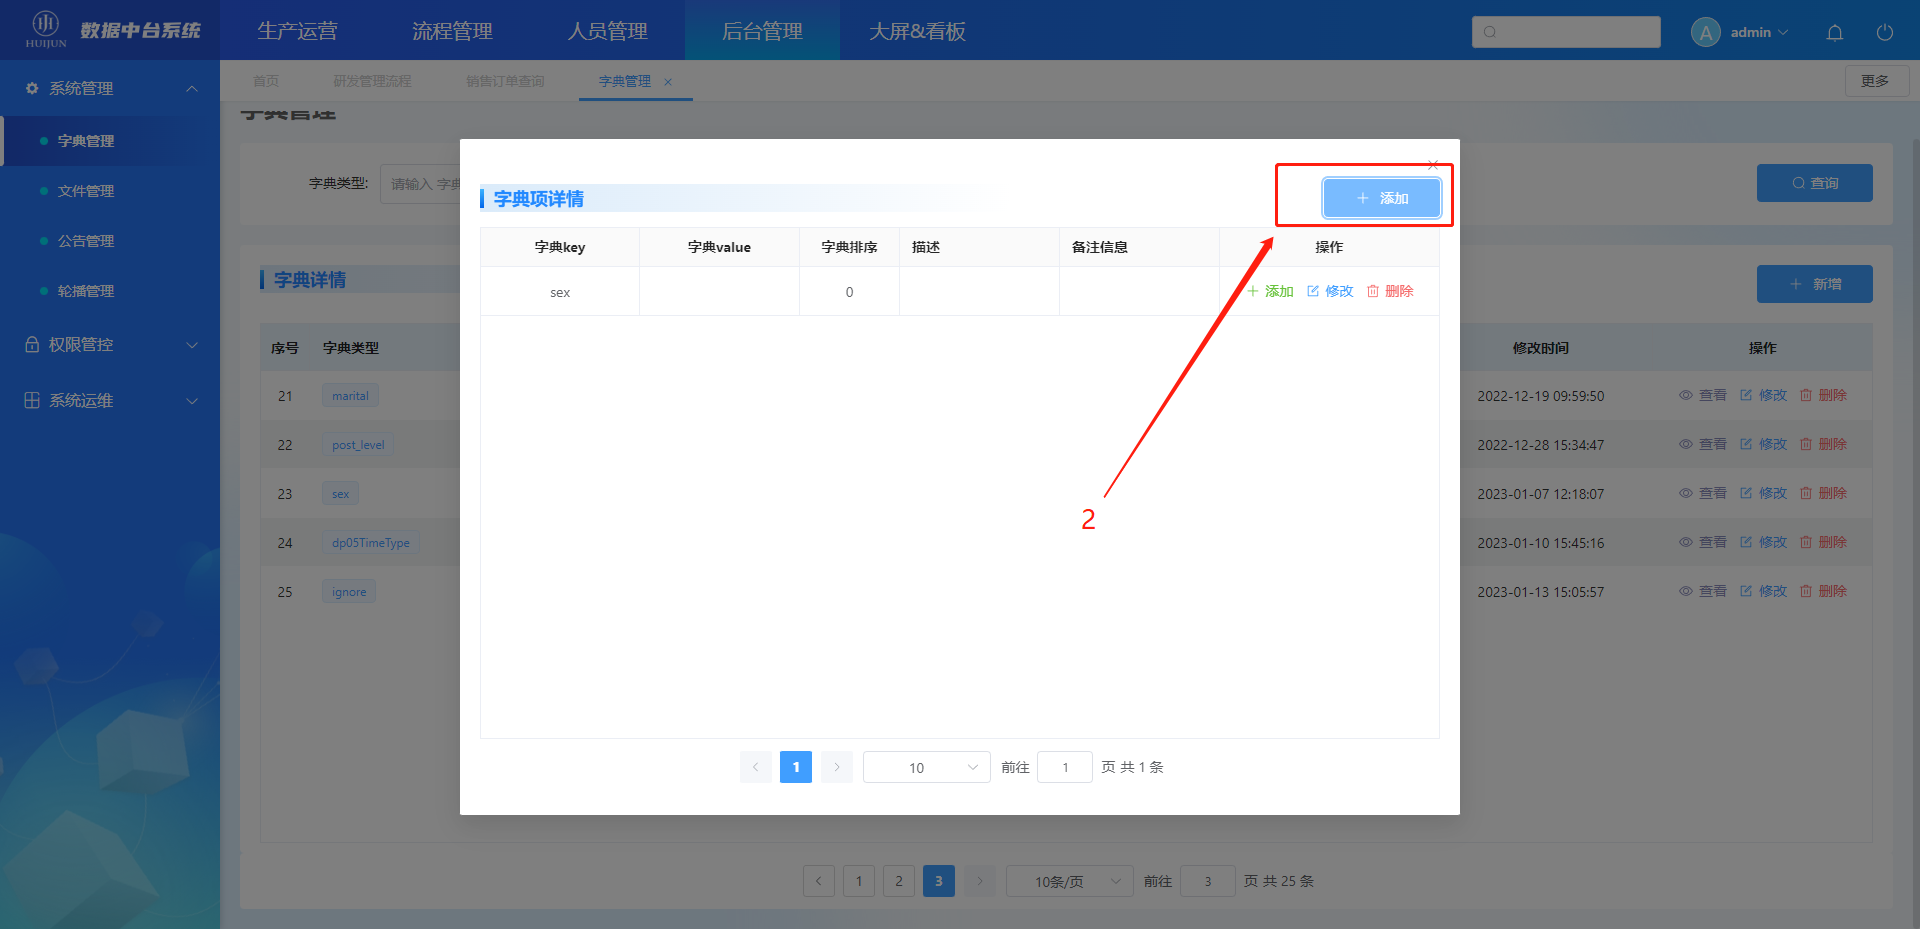 HUIJUN
数据中台系统
生产运营
流程管理
人员管理
后台管理
大屏&看板
A
admin
系统管理
字典管理
文件管理
公告管理
轮播管理
权限管控
系统运维
首页
研发管理流程
销售订单查询
字典管理
更多
字典管理
字典类型:
请输入 字典
查询
字典详情
新增
序号 字典类型 修改时间 操作
21 marital 2022-12-19 09:59:50 查看 修改 删除
22 post_level 2022-12-28 15:34:47 查看 修改 删除
23 sex 2023-01-07 12:18:07 查看 修改 删除
24 dp05TimeType 2023-01-10 15:45:16 查看 修改 删除
25 ignore 2023-01-13 15:05:57 查看 修改 删除
1 2 3 10条/页 前往 3 页 共 25 条
字典项详情
添加
字典key 字典value 字典排序 描述 备注信息 操作
sex 0 添加 修改 删除
2
1 10 前往 1 页 共 1 条